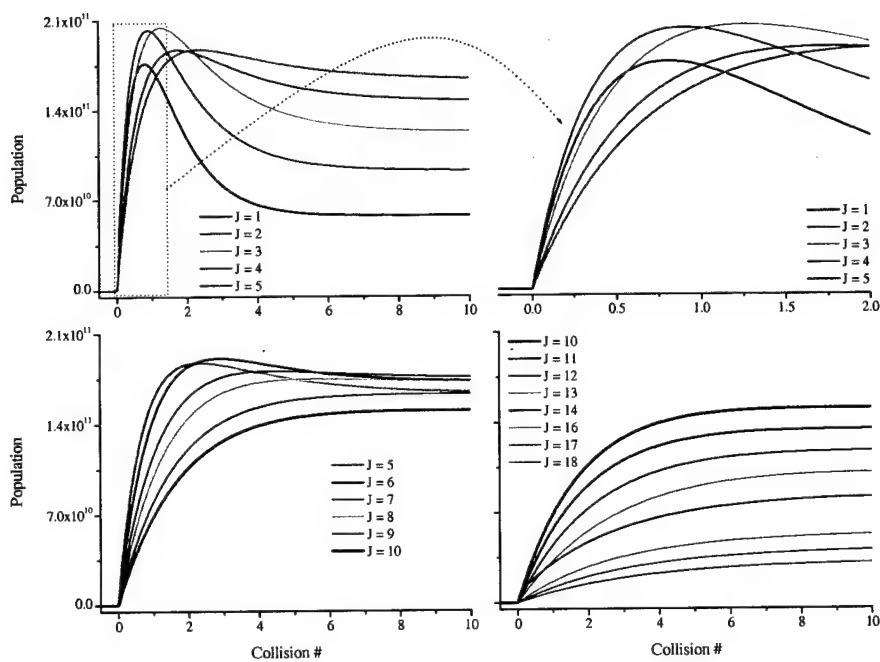 2.1x10¹¹
1.4x10¹¹
7.0x10¹⁰
0.0
Population
J = 1
J = 2
J = 3
J = 4
J = 5
0
2
4
6
8
10
J = 1
J = 2
J = 3
J = 4
J = 5
0.0
0.5
1.0
1.5
2.0
2.1x10¹¹
1.4x10¹¹
7.0x10¹⁰
0.0
Population
J = 5
J = 6
J = 7
J = 8
J = 9
J = 10
0
2
4
6
8
10
Collision #
J = 10
J = 11
J = 12
J = 13
J = 14
J = 16
J = 17
J = 18
0
2
4
6
8
10
Collision #